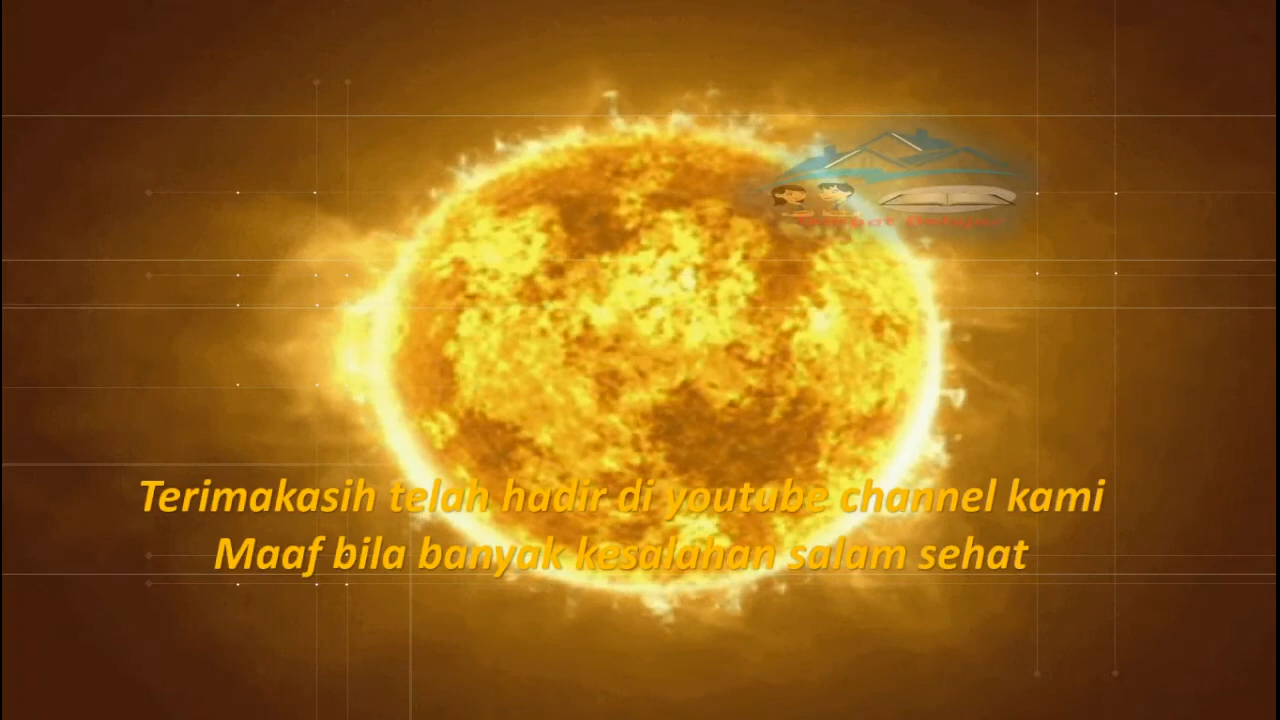 Terimakasih telah hadir di youtube channel kami
Maaf bila banyak kesalahan salam sehat